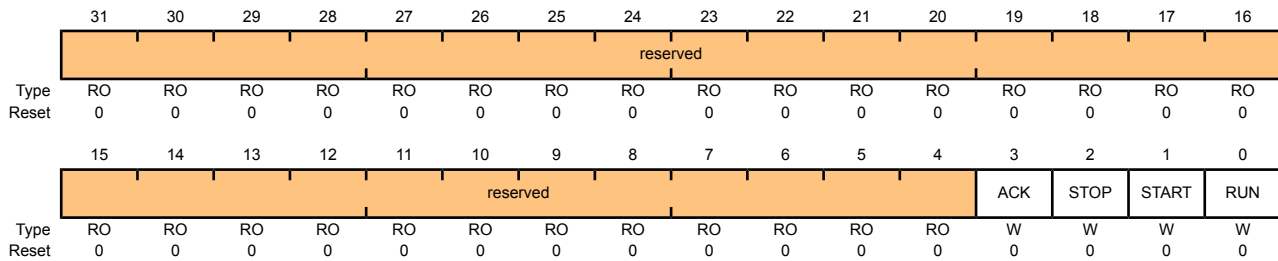 31 30 29 28 27 26 25 24 23 22 21 20 19 18 17 16
reserved
Type RO RO RO RO RO RO RO RO RO RO RO RO RO RO RO RO
Reset 0 0 0 0 0 0 0 0 0 0 0 0 0 0 0 0
15 14 13 12 11 10 9 8 7 6 5 4 3 2 1 0
reserved ACK STOP START RUN
Type RO RO RO RO RO RO RO RO RO RO RO RO W W W W
Reset 0 0 0 0 0 0 0 0 0 0 0 0 0 0 0 0